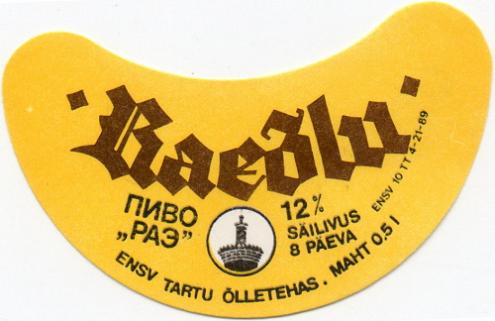 · Raeõlu ·
ПИВО
„РАЭ”
12%
SÄILIVUS
8 PÄEVA
ENSV 10 TT 4-21-89
ENSV TARTU ÕLLETEHAS. MAHT 0.5 l